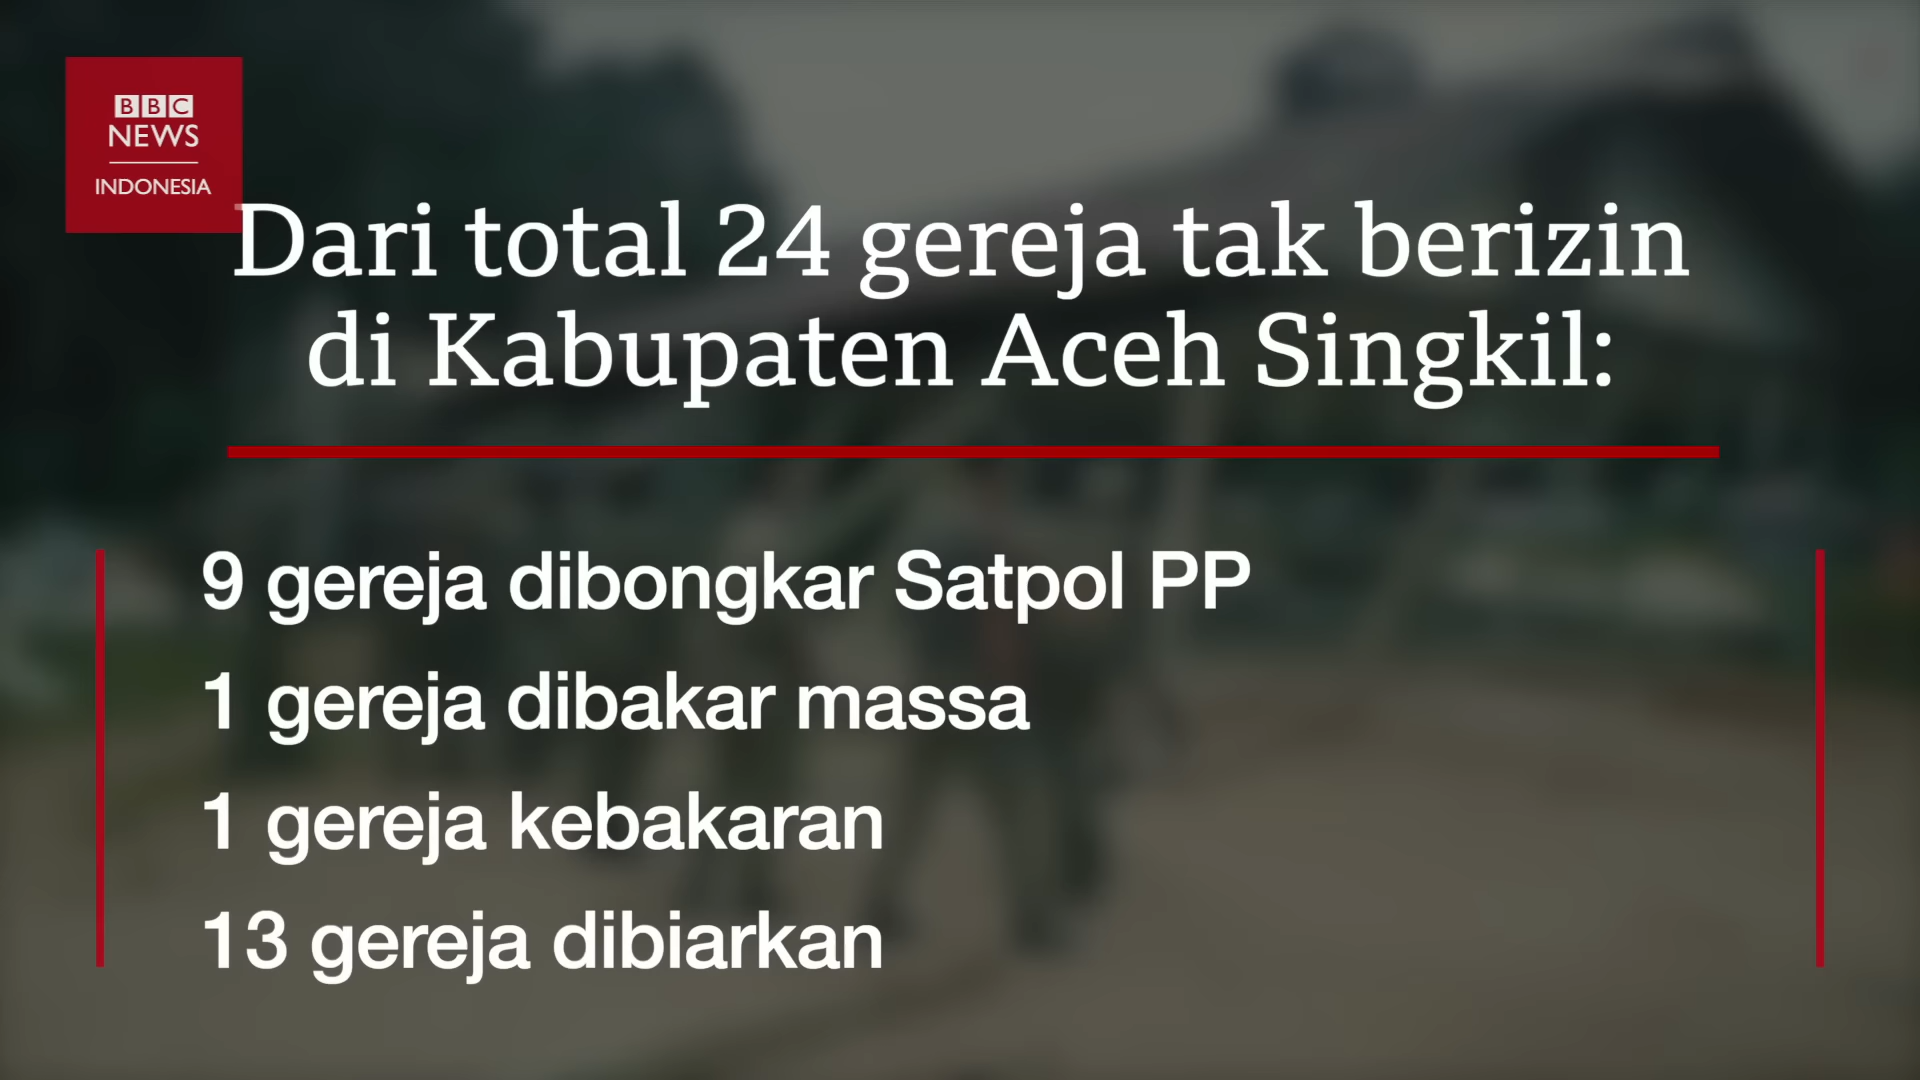 BBC
NEWS
INDONESIA
Dari total 24 gereja tak berizin
di Kabupaten Aceh Singkil:
9 gereja dibongkar Satpol PP
1 gereja dibakar massa
1 gereja kebakaran
13 gereja dibiarkan